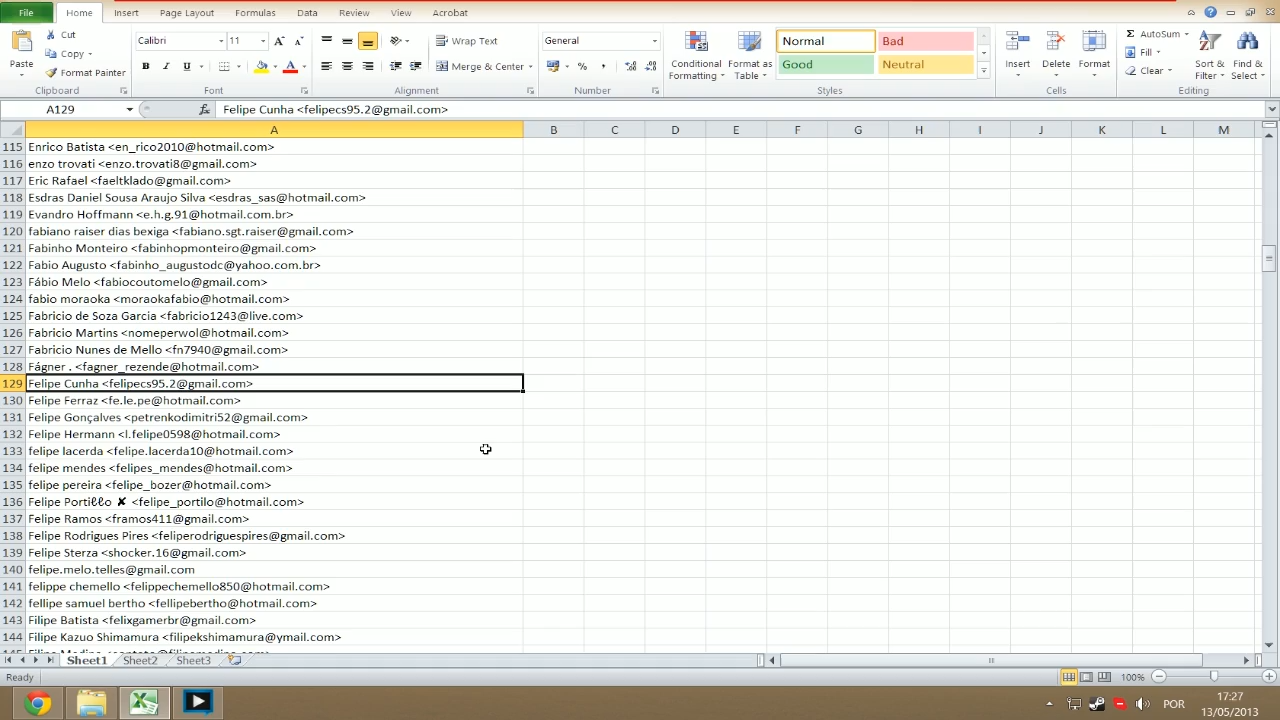 File Home Insert Page Layout Formulas Data Review View Acrobat
Cut Calibri 11 Wrap Text General Normal Bad AutoSum
Copy Fill
Paste Format Painter Merge & Center Conditional Formatting Format as Table Good Neutral Insert Delete Format Clear Sort & Filter Find & Select
Clipboard Font Alignment Number Styles Cells Editing
A129 fx Felipe Cunha <felipecs95.2@gmail.com>
A B C D E F G H I J K L M
115 Enrico Batista <en_rico2010@hotmail.com>
116 enzo trovati <enzo.trovati8@gmail.com>
117 Eric Rafael <faeltklado@gmail.com>
118 Esdras Daniel Sousa Araujo Silva <esdras_sas@hotmail.com>
119 Evandro Hoffmann <e.h.g.91@hotmail.com.br>
120 fabiano raiser dias bexiga <fabiano.sgt.raiser@gmail.com>
121 Fabinho Monteiro <fabinhopmonteiro@gmail.com>
122 Fabio Augusto <fabinho_augustodc@yahoo.com.br>
123 Fábio Melo <fabiocoutomelo@gmail.com>
124 fabio moraoka <moraokafabio@hotmail.com>
125 Fabricio de Soza Garcia <fabricio1243@live.com>
126 Fabricio Martins <nomeperwol@hotmail.com>
127 Fabricio Nunes de Mello <fn7940@gmail.com>
128 Fágner . <fagner_rezende@hotmail.com>
129 Felipe Cunha <felipecs95.2@gmail.com>
130 Felipe Ferraz <fe.le.pe@hotmail.com>
131 Felipe Gonçalves <petrenkodimitri52@gmail.com>
132 Felipe Hermann <l.felipe0598@hotmail.com>
133 felipe lacerda <felipe.lacerda10@hotmail.com>
134 felipe mendes <felipes_mendes@hotmail.com>
135 felipe pereira <felipe_bozer@hotmail.com>
136 Felipe Portiℓℓo ✘ <felipe_portilo@hotmail.com>
137 Felipe Ramos <framos411@gmail.com>
138 Felipe Rodrigues Pires <feliperodriguespires@gmail.com>
139 Felipe Sterza <shocker.16@gmail.com>
140 felipe.melo.telles@gmail.com
141 felippe chemello <felippechemello850@hotmail.com>
142 fellipe samuel bertho <fellipebertho@hotmail.com>
143 Filipe Batista <felixgamerbr@gmail.com>
144 Filipe Kazuo Shimamura <filipekshimamura@ymail.com>
Sheet1 Sheet2 Sheet3
Ready 100%
POR 17:27
13/05/2013